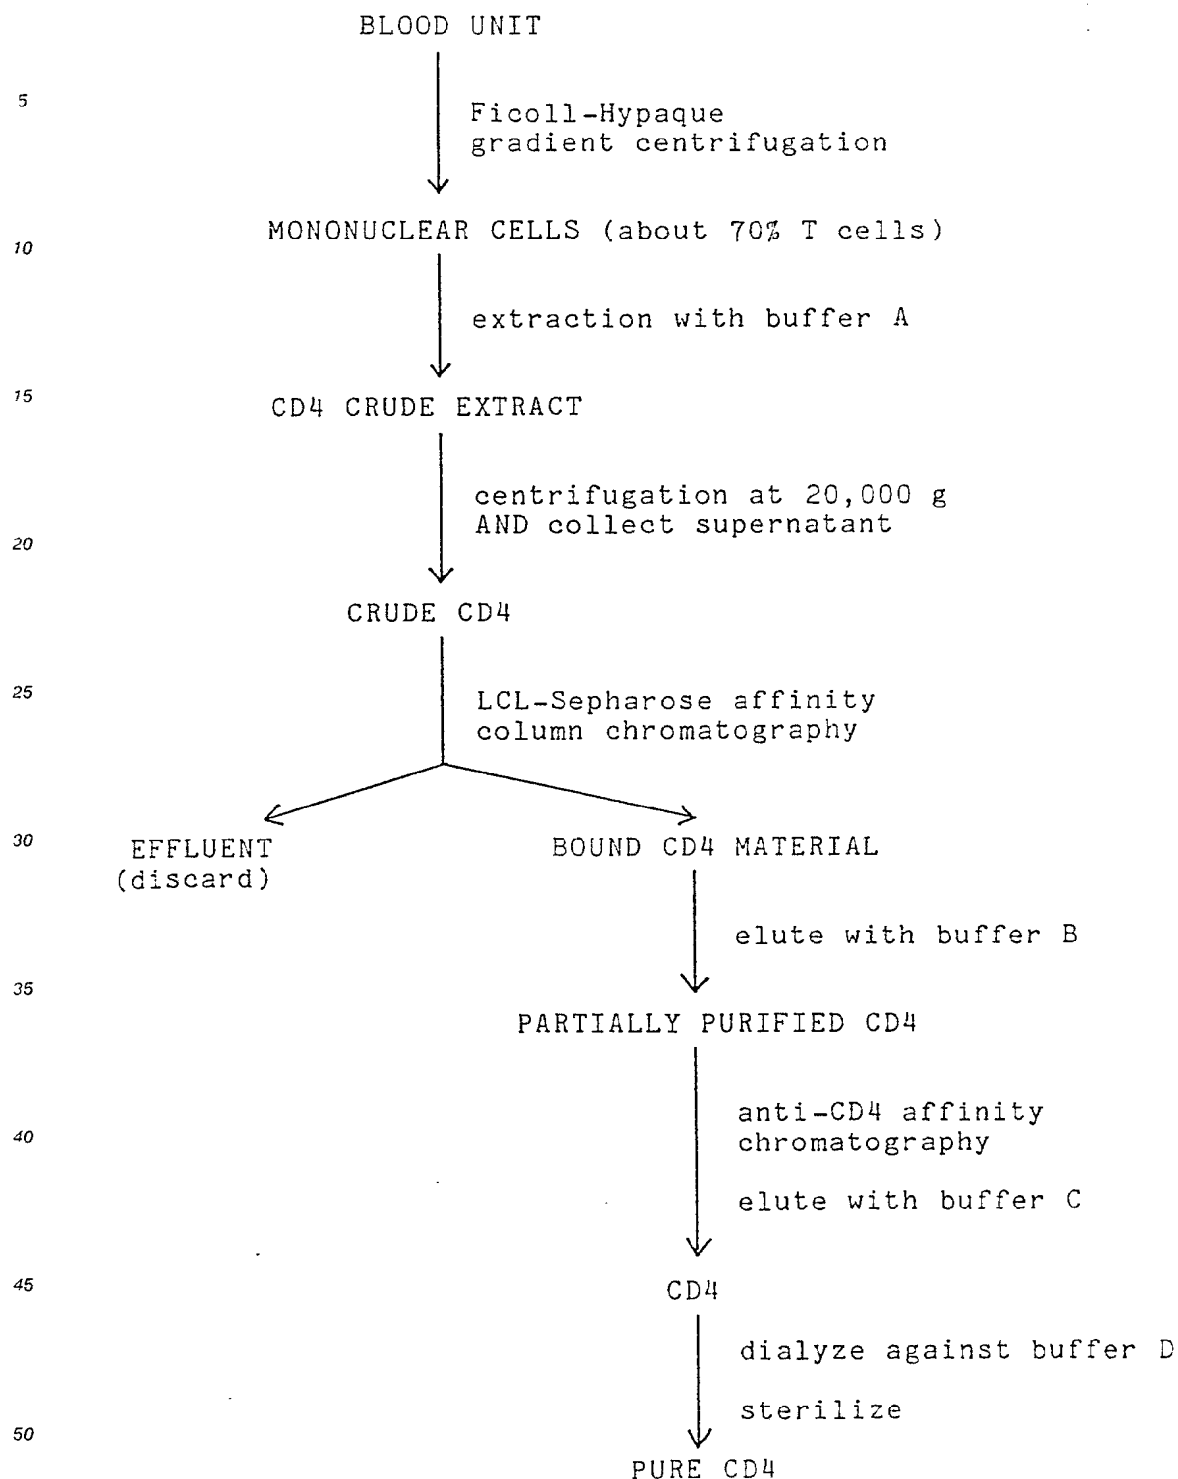 BLOOD UNIT
5
Ficoll-Hypaque
gradient centrifugation
MONONUCLEAR CELLS (about 70% T cells)
10
extraction with buffer A
15
CD4 CRUDE EXTRACT
centrifugation at 20,000 g
AND collect supernatant
20
CRUDE CD4
25
LCL-Sepharose affinity
column chromatography
30
EFFLUENT
(discard)
BOUND CD4 MATERIAL
elute with buffer B
35
PARTIALLY PURIFIED CD4
anti-CD4 affinity
chromatography
40
elute with buffer C
45
CD4
dialyze against buffer D
sterilize
50
PURE CD4